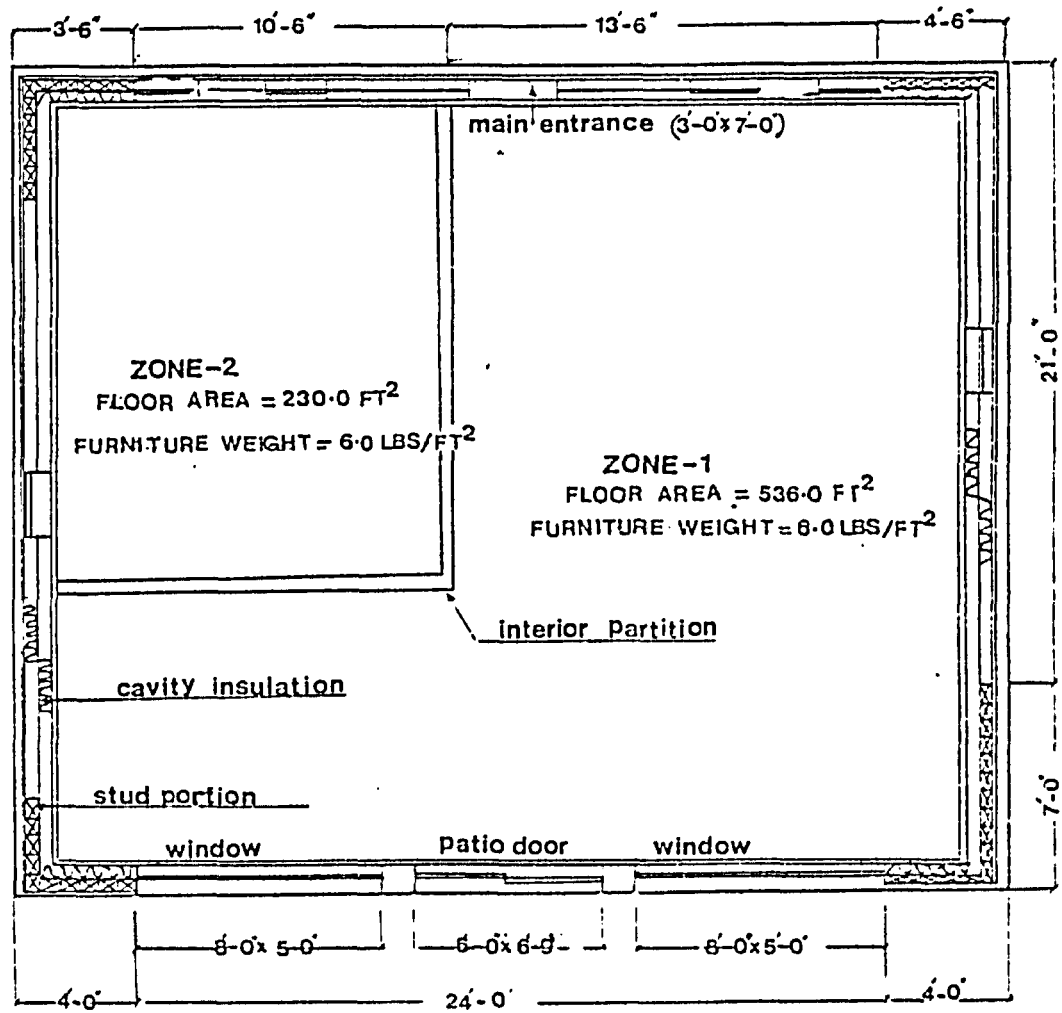 3'-6"
10'-6"
13'-6"
4'-6"
main entrance (3'-0"x 7'-0")
21'-0"
ZONE-2
FLOOR AREA = 230.0 FT²
FURNITURE WEIGHT = 6.0 LBS/FT²
ZONE-1
FLOOR AREA = 536.0 FT²
FURNITURE WEIGHT = 6.0 LBS/FT²
interior partition
cavity insulation
stud portion
7'-0"
window
patio door
window
8'-0"x 5'-0"
8'-0"x 5'-0"
4'-0"
24'-0"
4'-0"